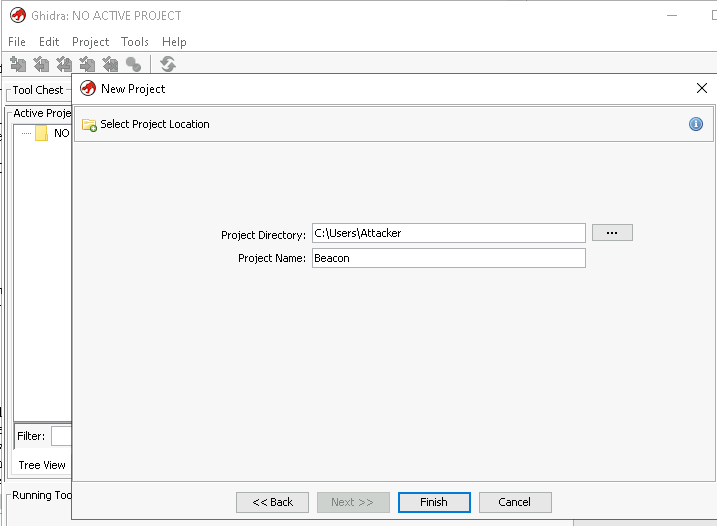 Ghidra: NO ACTIVE PROJECT
File Edit Project Tools Help
Tool Chest
New Project
Active Proje
Select Project Location
NO
Project Directory: C:\Users\Attacker ...
Project Name: Beacon
Filter:
Tree View
Running Too
<< Back Next >> Finish Cancel